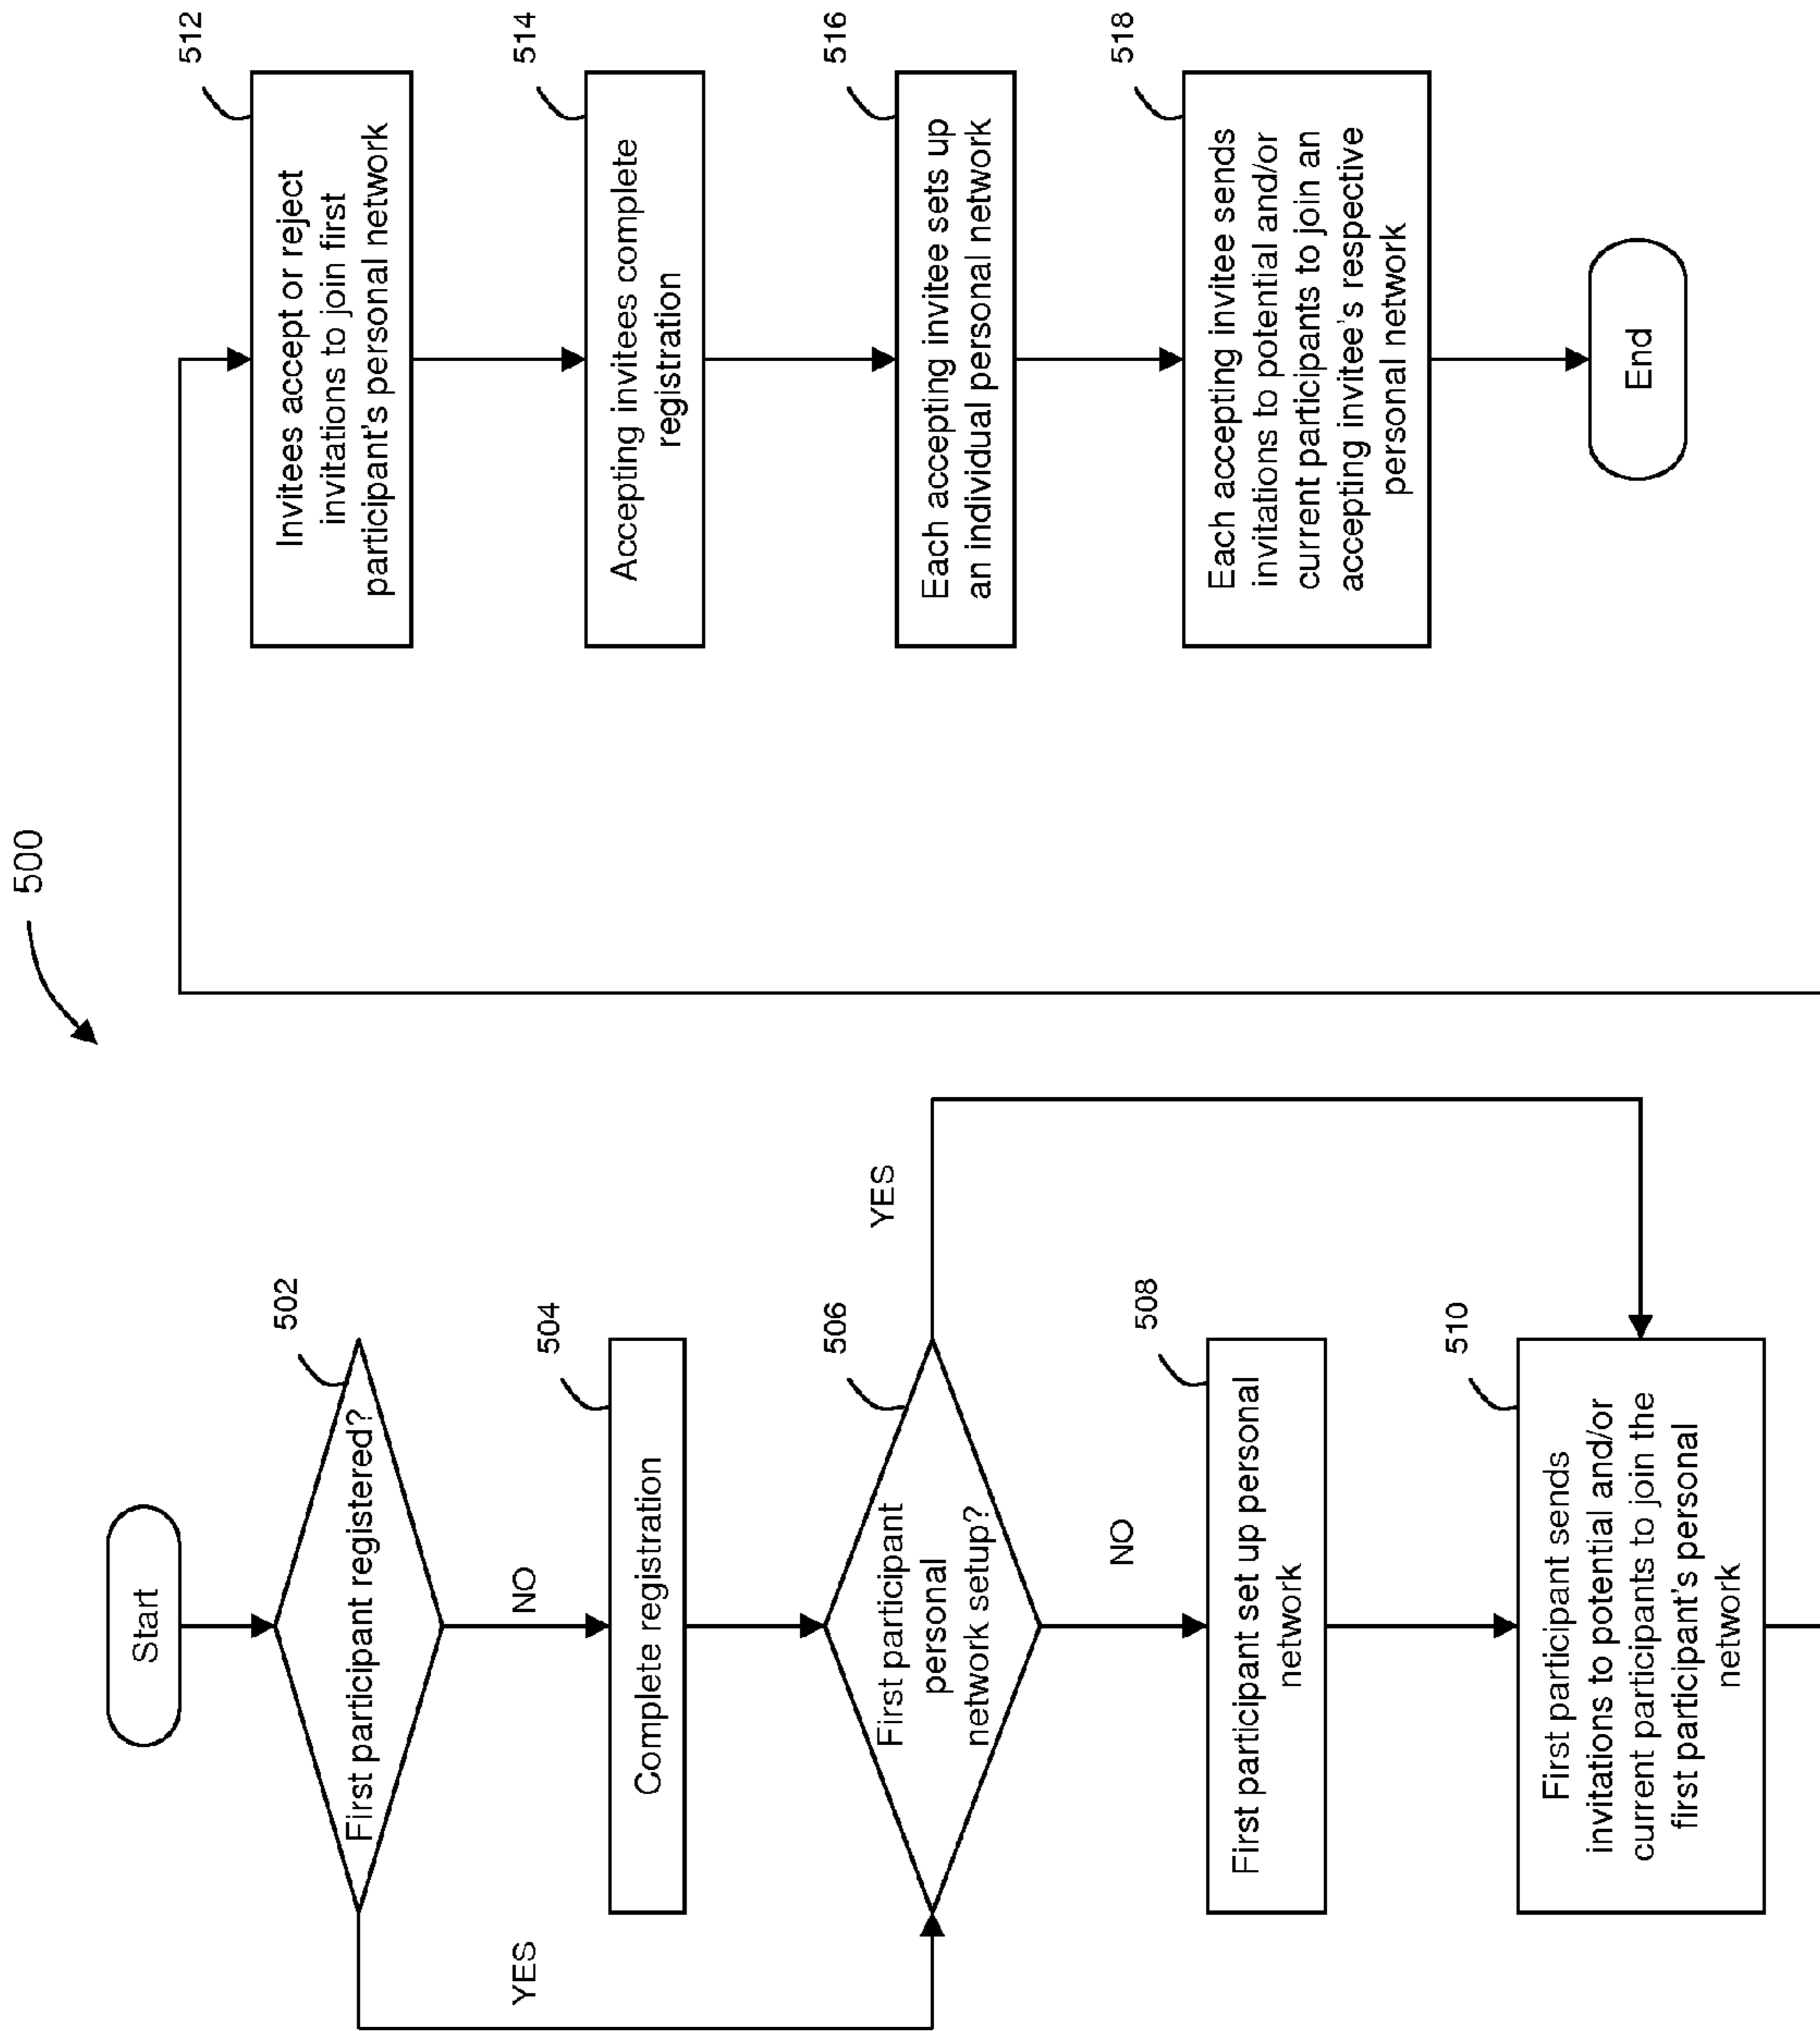 500
Start
502
First participant registered?
YES
NO
504
Complete registration
506
First participant
personal
network setup?
YES
NO
508
First participant set up personal
network
510
First participant sends
invitations to potential and/or
current participants to join the
first participant's personal
network
512
Invitees accept or reject
invitations to join first
participant's personal network
514
Accepting invitees complete
registration
516
Each accepting invitee sets up
an individual personal network
518
Each accepting invitee sends
invitations to potential and/or
current participants to join an
accepting invitee's respective
personal network
End